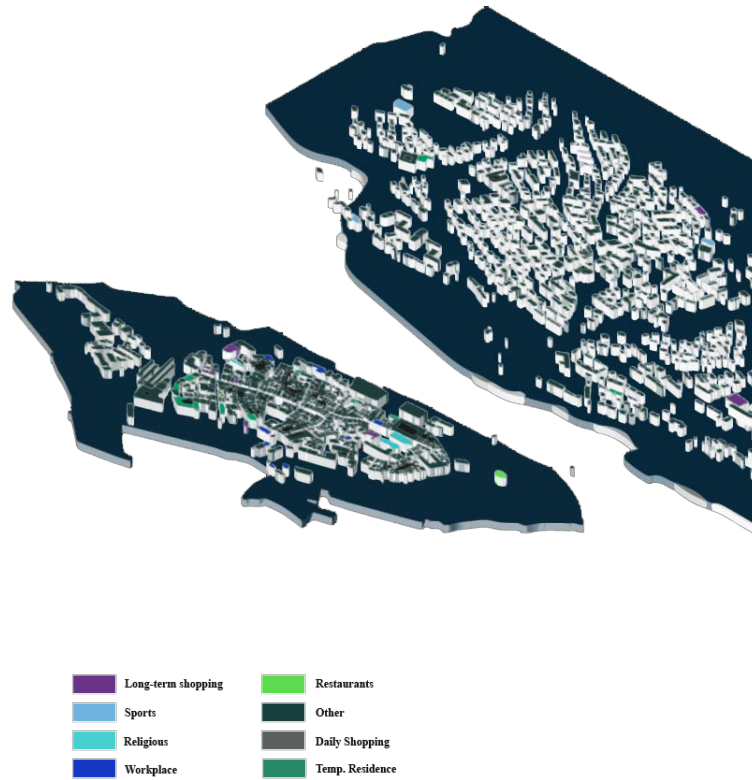 Long-term shopping
Restaurants
Sports
Other
Religious
Daily Shopping
Workplace
Temp. Residence